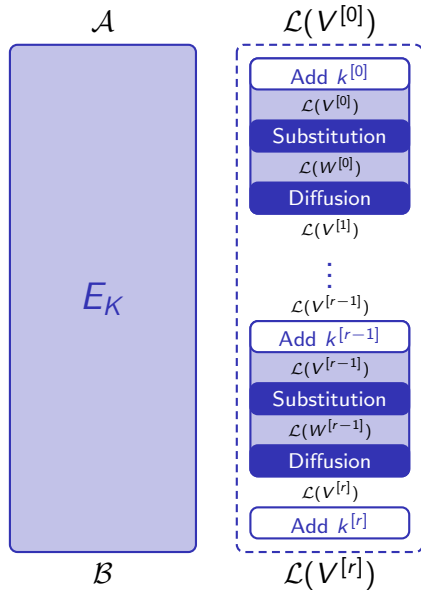 𝒜
E_K
ℬ
ℒ(V^{[0]})
Add k^{[0]}
ℒ(V^{[0]})
Substitution
ℒ(W^{[0]})
Diffusion
ℒ(V^{[1]})
⋮
ℒ(V^{[r−1]})
Add k^{[r−1]}
ℒ(V^{[r−1]})
Substitution
ℒ(W^{[r−1]})
Diffusion
ℒ(V^{[r]})
Add k^{[r]}
ℒ(V^{[r]})